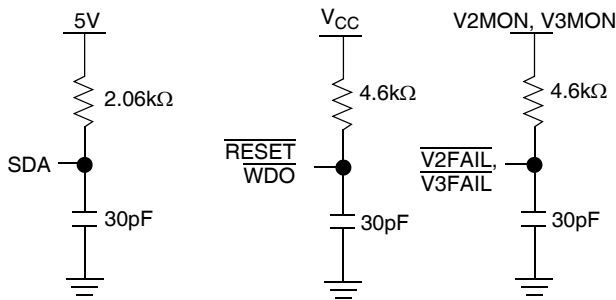 5V
2.06kΩ
SDA
30pF
VCC
4.6kΩ
RESET
WDO
30pF
V2MON, V3MON
4.6kΩ
V2FAIL,
V3FAIL
30pF